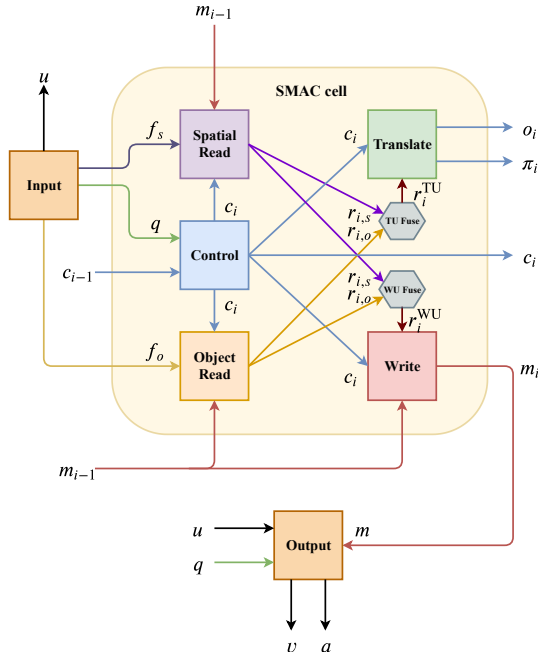 m_{i−1}
u
SMAC cell
f_s
Spatial
Read
c_i
Translate
o_i
π_i
Input
r_i^{TU}
q
c_i
r_{i,s}
r_{i,o}
TU Fuse
Control
c_{i−1}
c_i
r_{i,s}
r_{i,o}
WU Fuse
c_i
r_i^{WU}
f_o
Object
Read
c_i
Write
m_i
m_{i−1}
u
q
Output
m
v
a